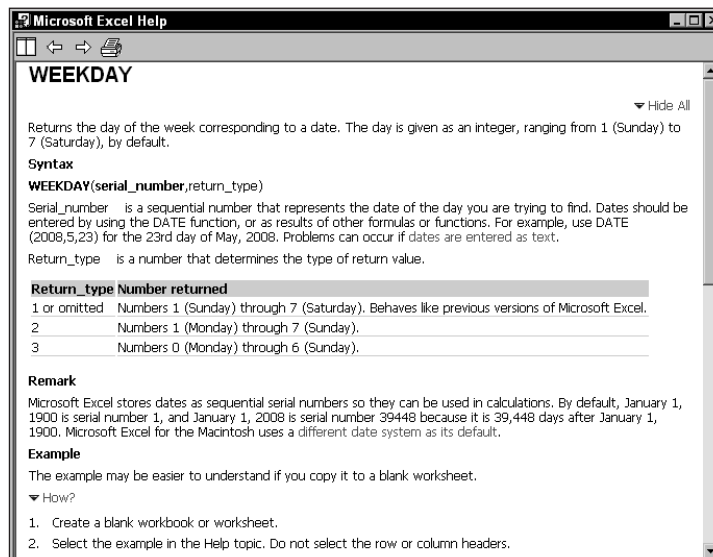 Microsoft Excel Help
WEEKDAY
Hide All
Returns the day of the week corresponding to a date. The day is given as an integer, ranging from 1 (Sunday) to
7 (Saturday), by default.
Syntax
WEEKDAY(serial_number,return_type)
Serial_number   is a sequential number that represents the date of the day you are trying to find. Dates should be
entered by using the DATE function, or as results of other formulas or functions. For example, use DATE
(2008,5,23) for the 23rd day of May, 2008. Problems can occur if dates are entered as text.
Return_type   is a number that determines the type of return value.
Return_type Number returned
1 or omitted Numbers 1 (Sunday) through 7 (Saturday). Behaves like previous versions of Microsoft Excel.
2 Numbers 1 (Monday) through 7 (Sunday).
3 Numbers 0 (Monday) through 6 (Sunday).
Remark
Microsoft Excel stores dates as sequential serial numbers so they can be used in calculations. By default, January 1,
1900 is serial number 1, and January 1, 2008 is serial number 39448 because it is 39,448 days after January 1,
1900. Microsoft Excel for the Macintosh uses a different date system as its default.
Example
The example may be easier to understand if you copy it to a blank worksheet.
How?
1. Create a blank workbook or worksheet.
2. Select the example in the Help topic. Do not select the row or column headers.